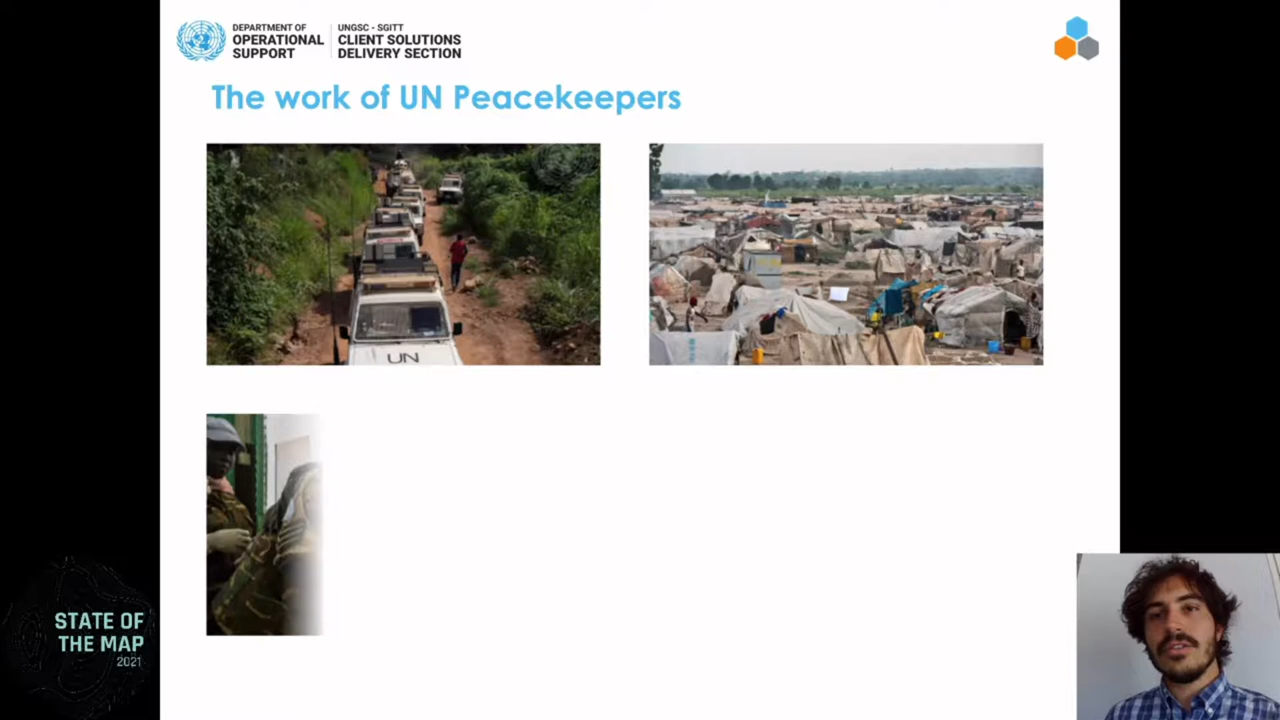 DEPARTMENT OF
OPERATIONAL
SUPPORT
UNGSC - SGITT
CLIENT SOLUTIONS
DELIVERY SECTION
The work of UN Peacekeepers
UN
STATE OF
THE MAP
2021